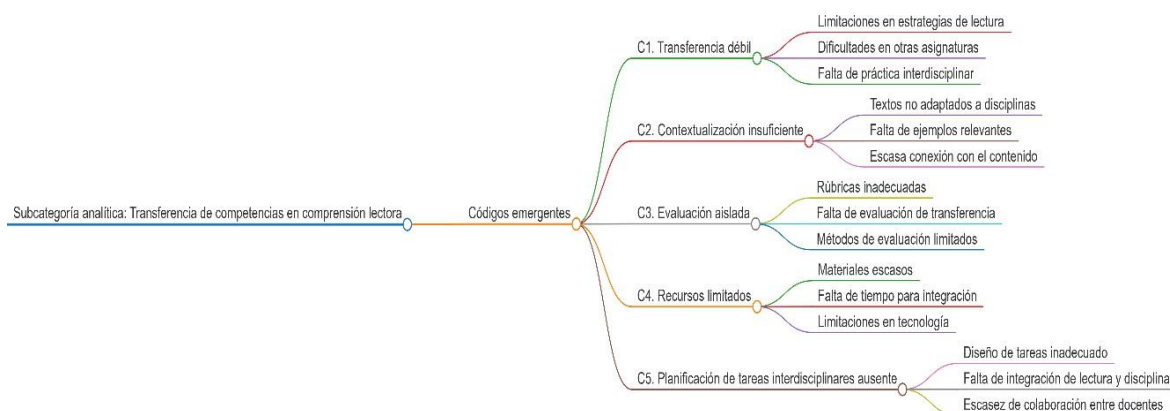 Subcategoría analítica: Transferencia de competencias en comprensión lectora
Códigos emergentes
C1. Transferencia débil
Limitaciones en estrategias de lectura
Dificultades en otras asignaturas
Falta de práctica interdisciplinar
C2. Contextualización insuficiente
Textos no adaptados a disciplinas
Falta de ejemplos relevantes
Escasa conexión con el contenido
C3. Evaluación aislada
Rúbricas inadecuadas
Falta de evaluación de transferencia
Métodos de evaluación limitados
C4. Recursos limitados
Materiales escasos
Falta de tiempo para integración
Limitaciones en tecnología
C5. Planificación de tareas interdisciplinares ausente
Diseño de tareas inadecuado
Falta de integración de lectura y disciplina
Escasez de colaboración entre docentes